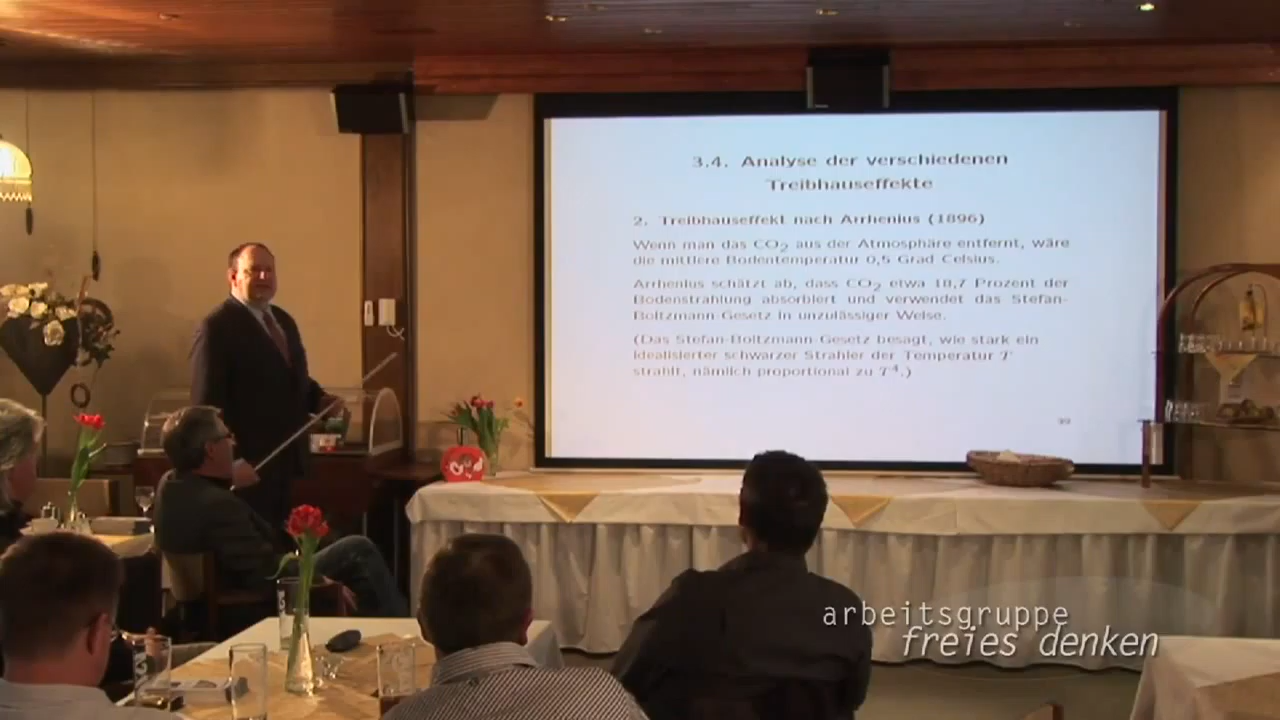 3.4. Analyse der verschiedenen
Treibhauseffekte
2. Treibhauseffekt nach Arrhenius (1896)
Wenn man das CO₂ aus der Atmosphäre entfernt, wäre
die mittlere Bodentemperatur 0,5 Grad Celsius.
Arrhenius schätzt ab, dass CO₂ etwa 18,7 Prozent der
Bodenstrahlung absorbiert und verwendet das Stefan-
Boltzmann-Gesetz in unzulässiger Weise.
(Das Stefan-Boltzmann-Gesetz besagt, wie stark ein
idealisierter schwarzer Strahler der Temperatur T
strahlt, nämlich proportional zu T⁴.)
arbeitsgruppe
freies denken